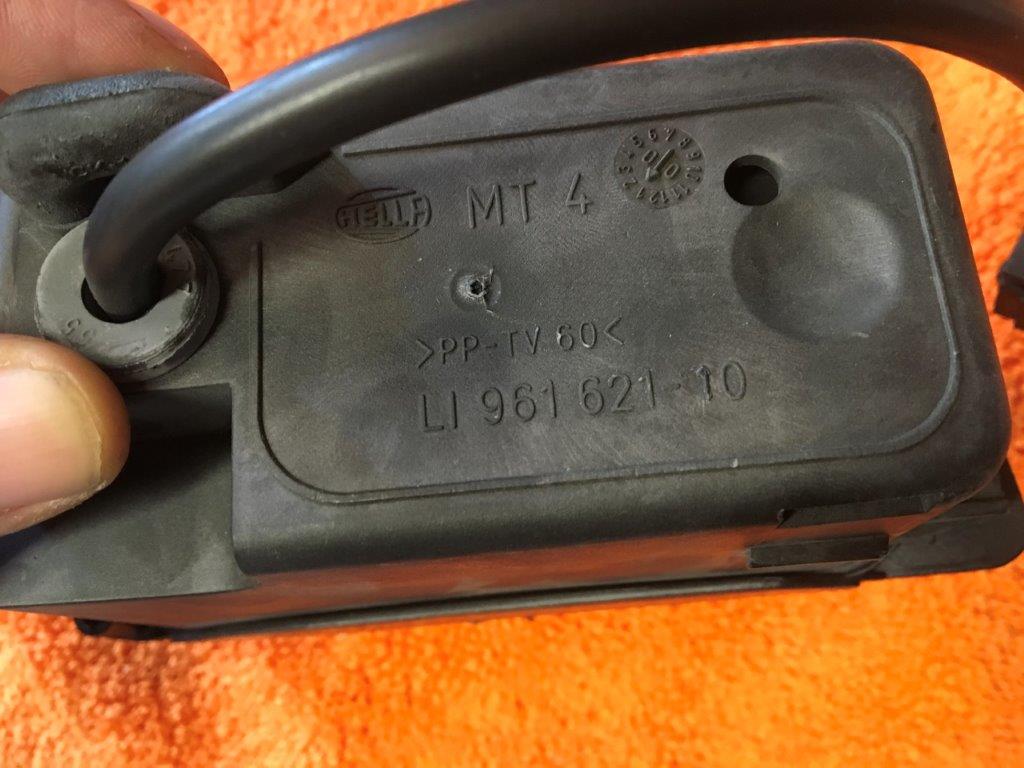 HELLA MT 4
>PP-TV 60<
LI 961 621-10